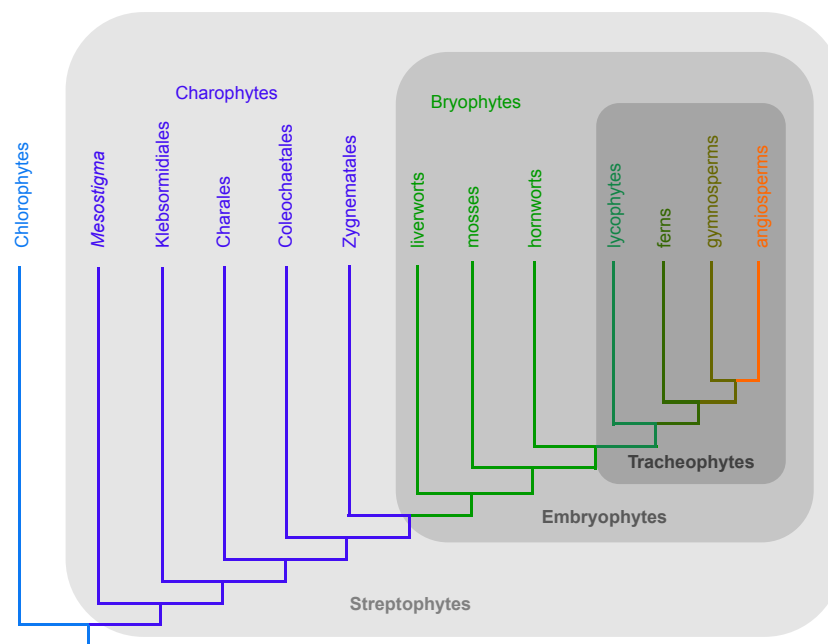 Charophytes
Bryophytes
Chlorophytes
Mesostigma
Klebsormidiales
Charales
Coleochaetales
Zygnematales
liverworts
mosses
hornworts
lycophytes
ferns
gymnosperms
angiosperms
Tracheophytes
Embryophytes
Streptophytes